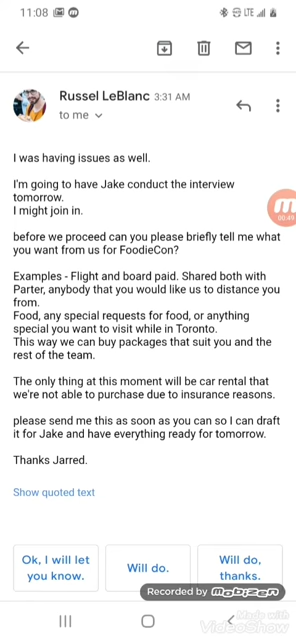 11:08 LTE
Russel LeBlanc 3:31 AM
to me
00:49
I was having issues as well.
I'm going to have Jake conduct the interview
tomorrow.
I might join in.
before we proceed can you please briefly tell me what
you want from us for FoodieCon?
Examples - Flight and board paid. Shared both with
Parter, anybody that you would like us to distance you
from.
Food, any special requests for food, or anything
special you want to visit while in Toronto.
This way we can buy packages that suit you and the
rest of the team.
The only thing at this moment will be car rental that
we're not able to purchase due to insurance reasons.
please send me this as soon as you can so I can draft
it for Jake and have everything ready for tomorrow.
Thanks Jarred.
Show quoted text
Ok, I will let
you know.
Will do.
Will do,
thanks.
Recorded by mobizen
Made with
VideoShow